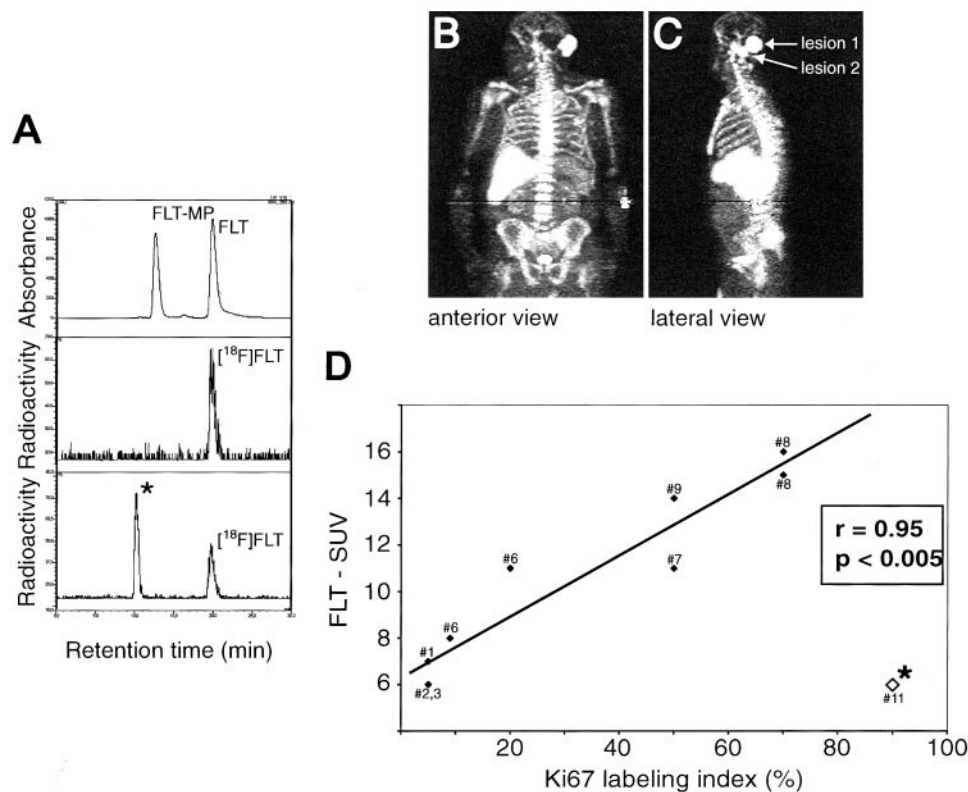 A
FLT-MP
FLT
Absorbance
[18F]FLT
Radioactivity
*
[18F]FLT
Radioactivity
Retention time (min)
B
anterior view
C
lesion 1
lesion 2
lateral view
D
FLT - SUV
16
14
12
10
8
6
#8
#8
#9
#7
#6
#6
#1
#2,3
*
#11
r = 0.95
p < 0.005
20 40 60 80 100
Ki67 labeling index (%)